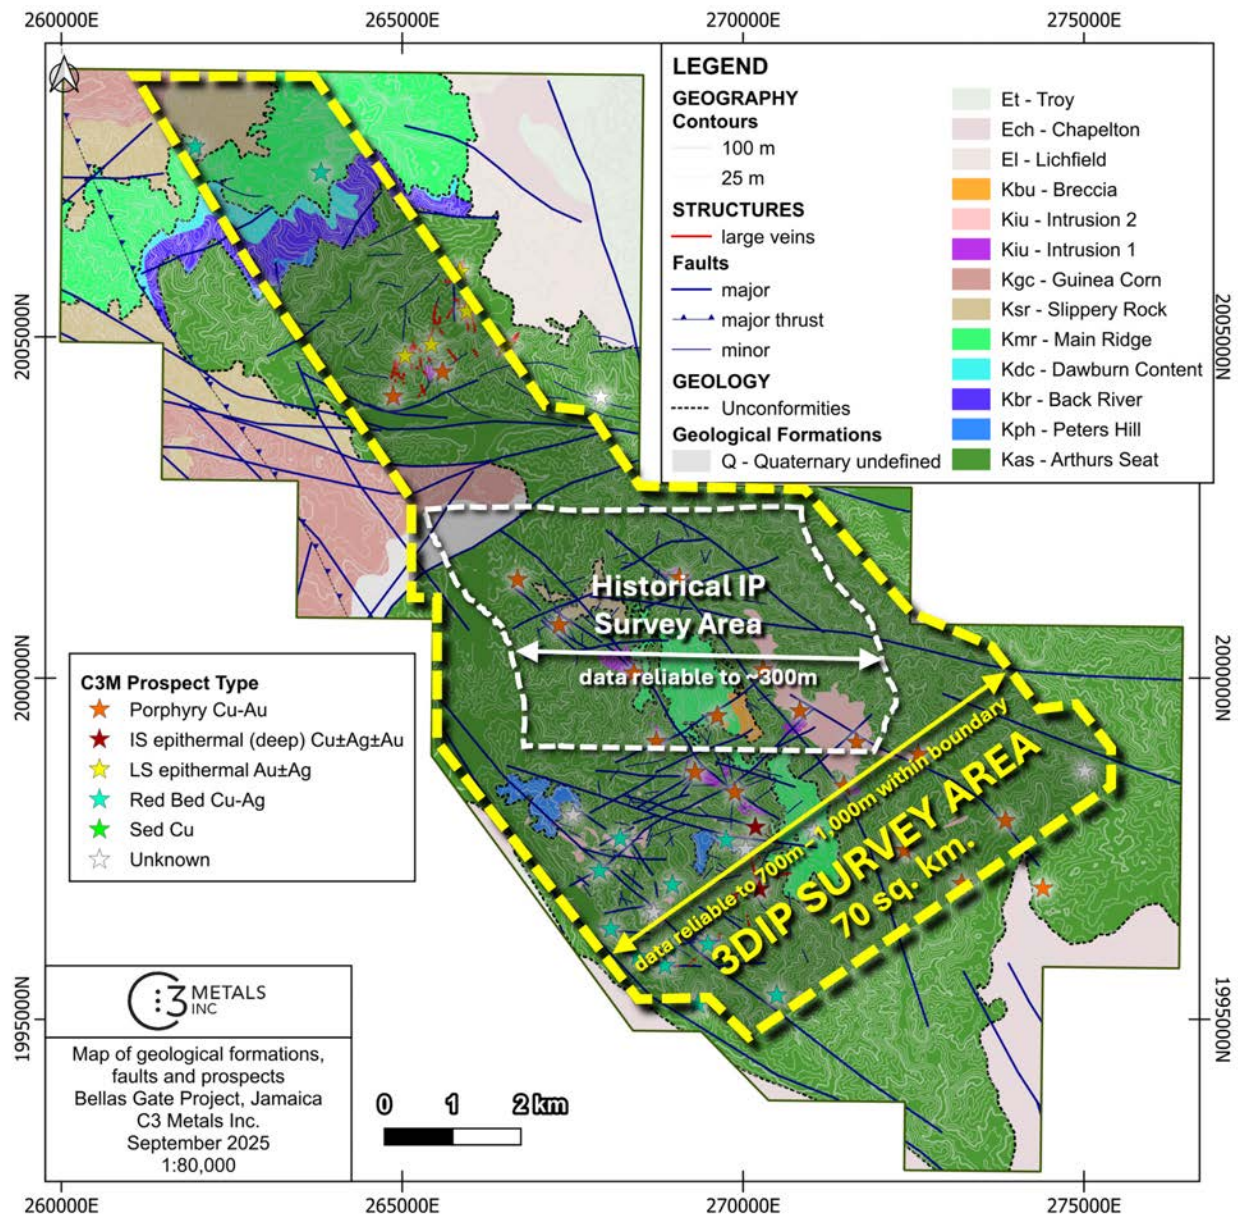 260000E
265000E
270000E
275000E
LEGEND
GEOGRAPHY
Contours
100 m
25 m
STRUCTURES
large veins
Faults
major
major thrust
minor
GEOLOGY
Unconformities
Geological Formations
Q - Quaternary undefined
Et - Troy
Ech - Chapelton
El - Lichfield
Kbu - Breccia
Kiu - Intrusion 2
Kiu - Intrusion 1
Kgc - Guinea Corn
Ksr - Slippery Rock
Kmr - Main Ridge
Kdc - Dawburn Content
Kbr - Back River
Kph - Peters Hill
Kas - Arthurs Seat
2005000N
2005000N
Historical IP
Survey Area
data reliable to ~300m
2000000N
2000000N
C3M Prospect Type
Porphyry Cu-Au
IS epithermal (deep) Cu±Ag±Au
LS epithermal Au±Ag
Red Bed Cu-Ag
Sed Cu
Unknown
data reliable to 700m - 1,000m within boundary
3DIP SURVEY AREA
70 sq. km.
1995000N
1995000N
C3 METALS
INC
Map of geological formations,
faults and prospects
Bellas Gate Project, Jamaica
C3 Metals Inc.
September 2025
1:80,000
0 1 2 km
260000E
265000E
270000E
275000E